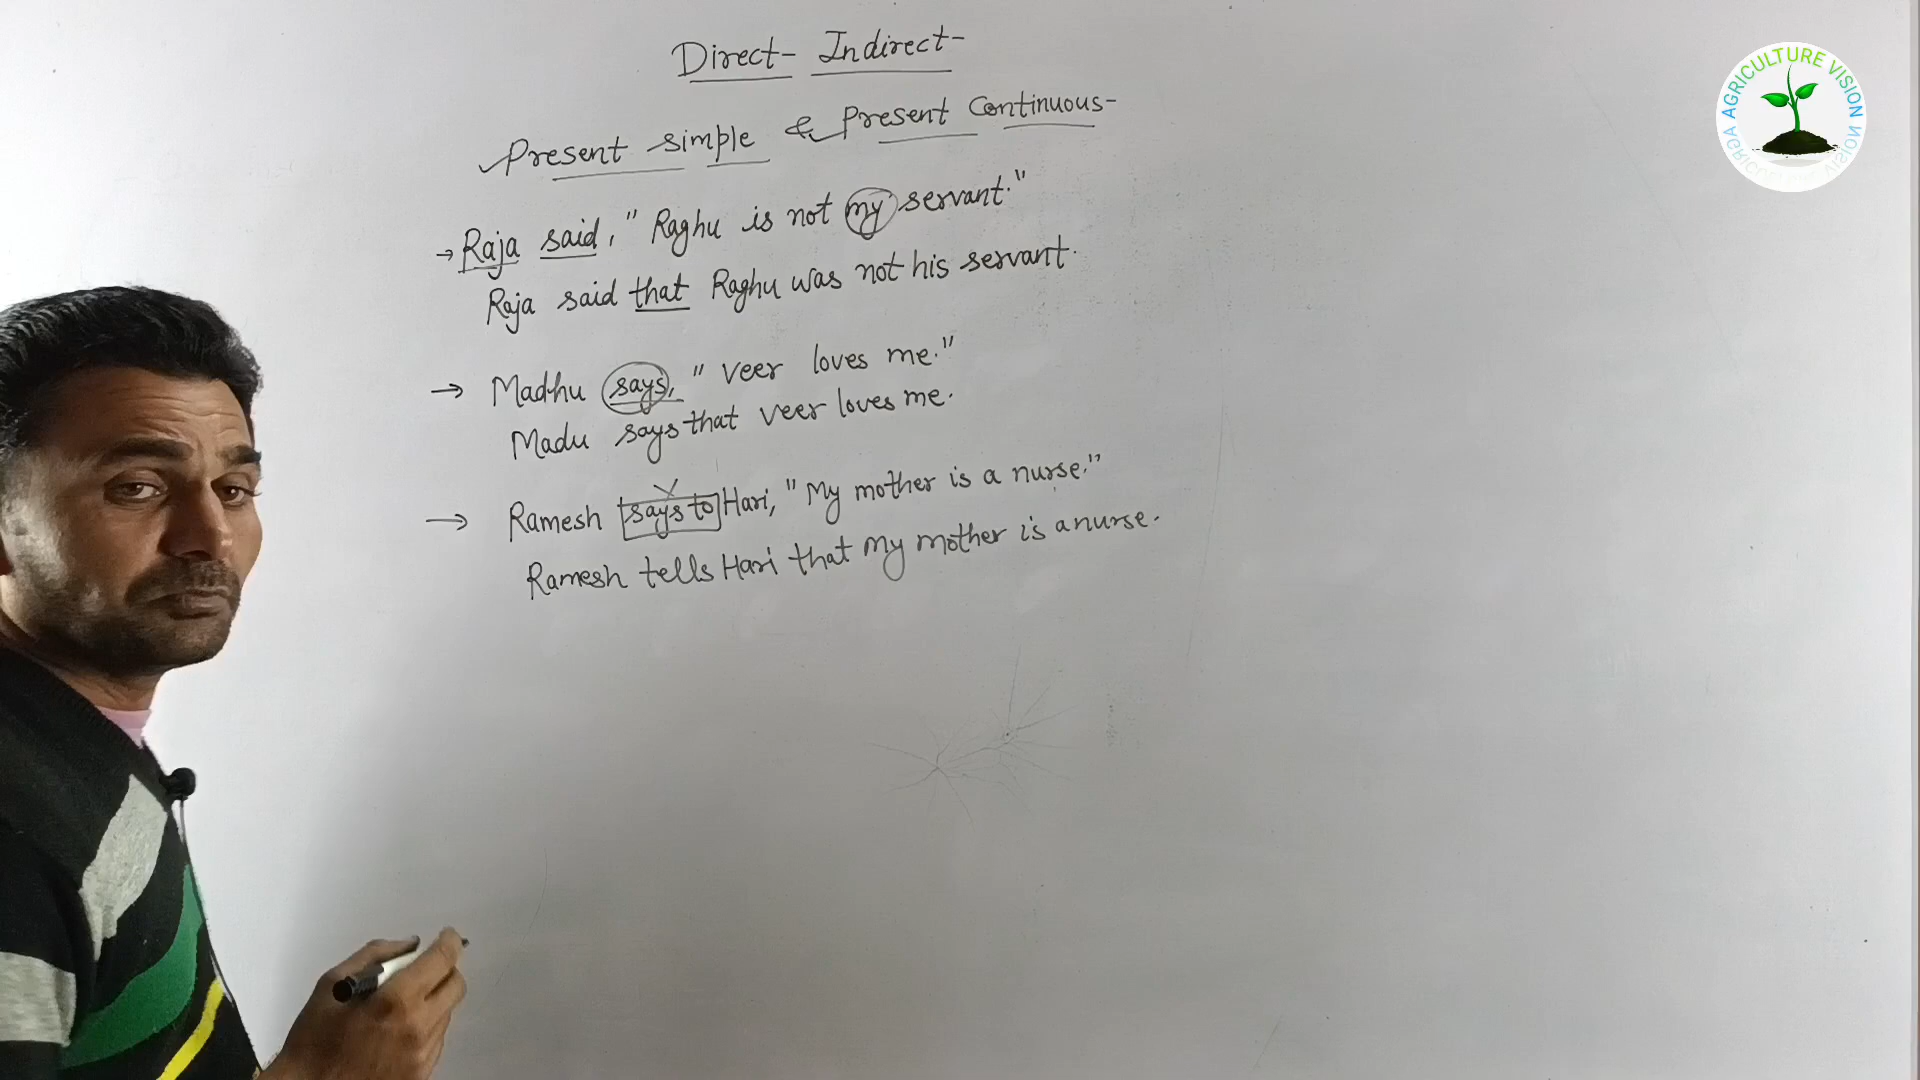 Direct- Indirect-
Present simple & Present Continuous-
→ Raja said, "Raghu is not my servant."
Raja said that Raghu was not his servant.
→ Madhu says, "Veer loves me."
Madu says that Veer loves me.
→ Ramesh says to Hari, "My mother is a nurse."
Ramesh tells Hari that my mother is a nurse.
AGRICULTURE VISION